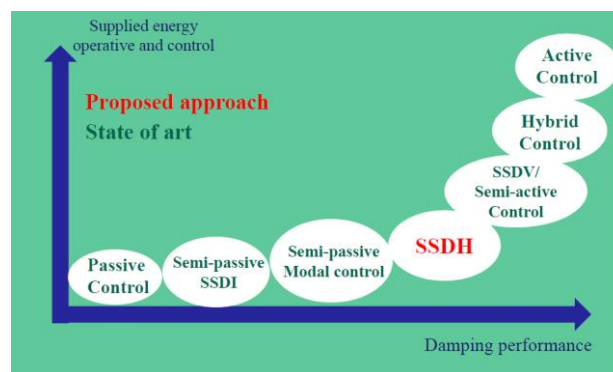 Supplied energy
operative and control
Proposed approach
State of art
Active
Control
Hybrid
Control
SSDV/
Semi-active
Control
SSDH
Semi-passive
Modal control
Semi-passive
SSDI
Passive
Control
Damping performance